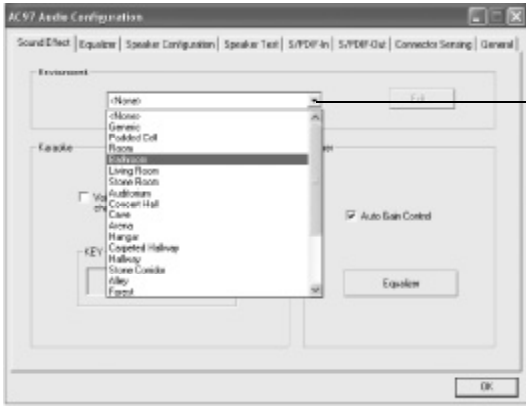 AC97 Audio Configuration
Sound Effect Equalizer Speaker Configuration Speaker Test S/PDIF-In S/PDIF-Out Connector Sensing General
Environment
<None>
Edit
<None>
Generic
Padded Cell
Room
Bathroom
Living Room
Stone Room
Auditorium
Concert Hall
Cave
Arena
Hangar
Carpeted Hallway
Hallway
Stone Corridor
Alley
Forest
Karaoke
Auto Gain Control
KEY
Equalizer
OK